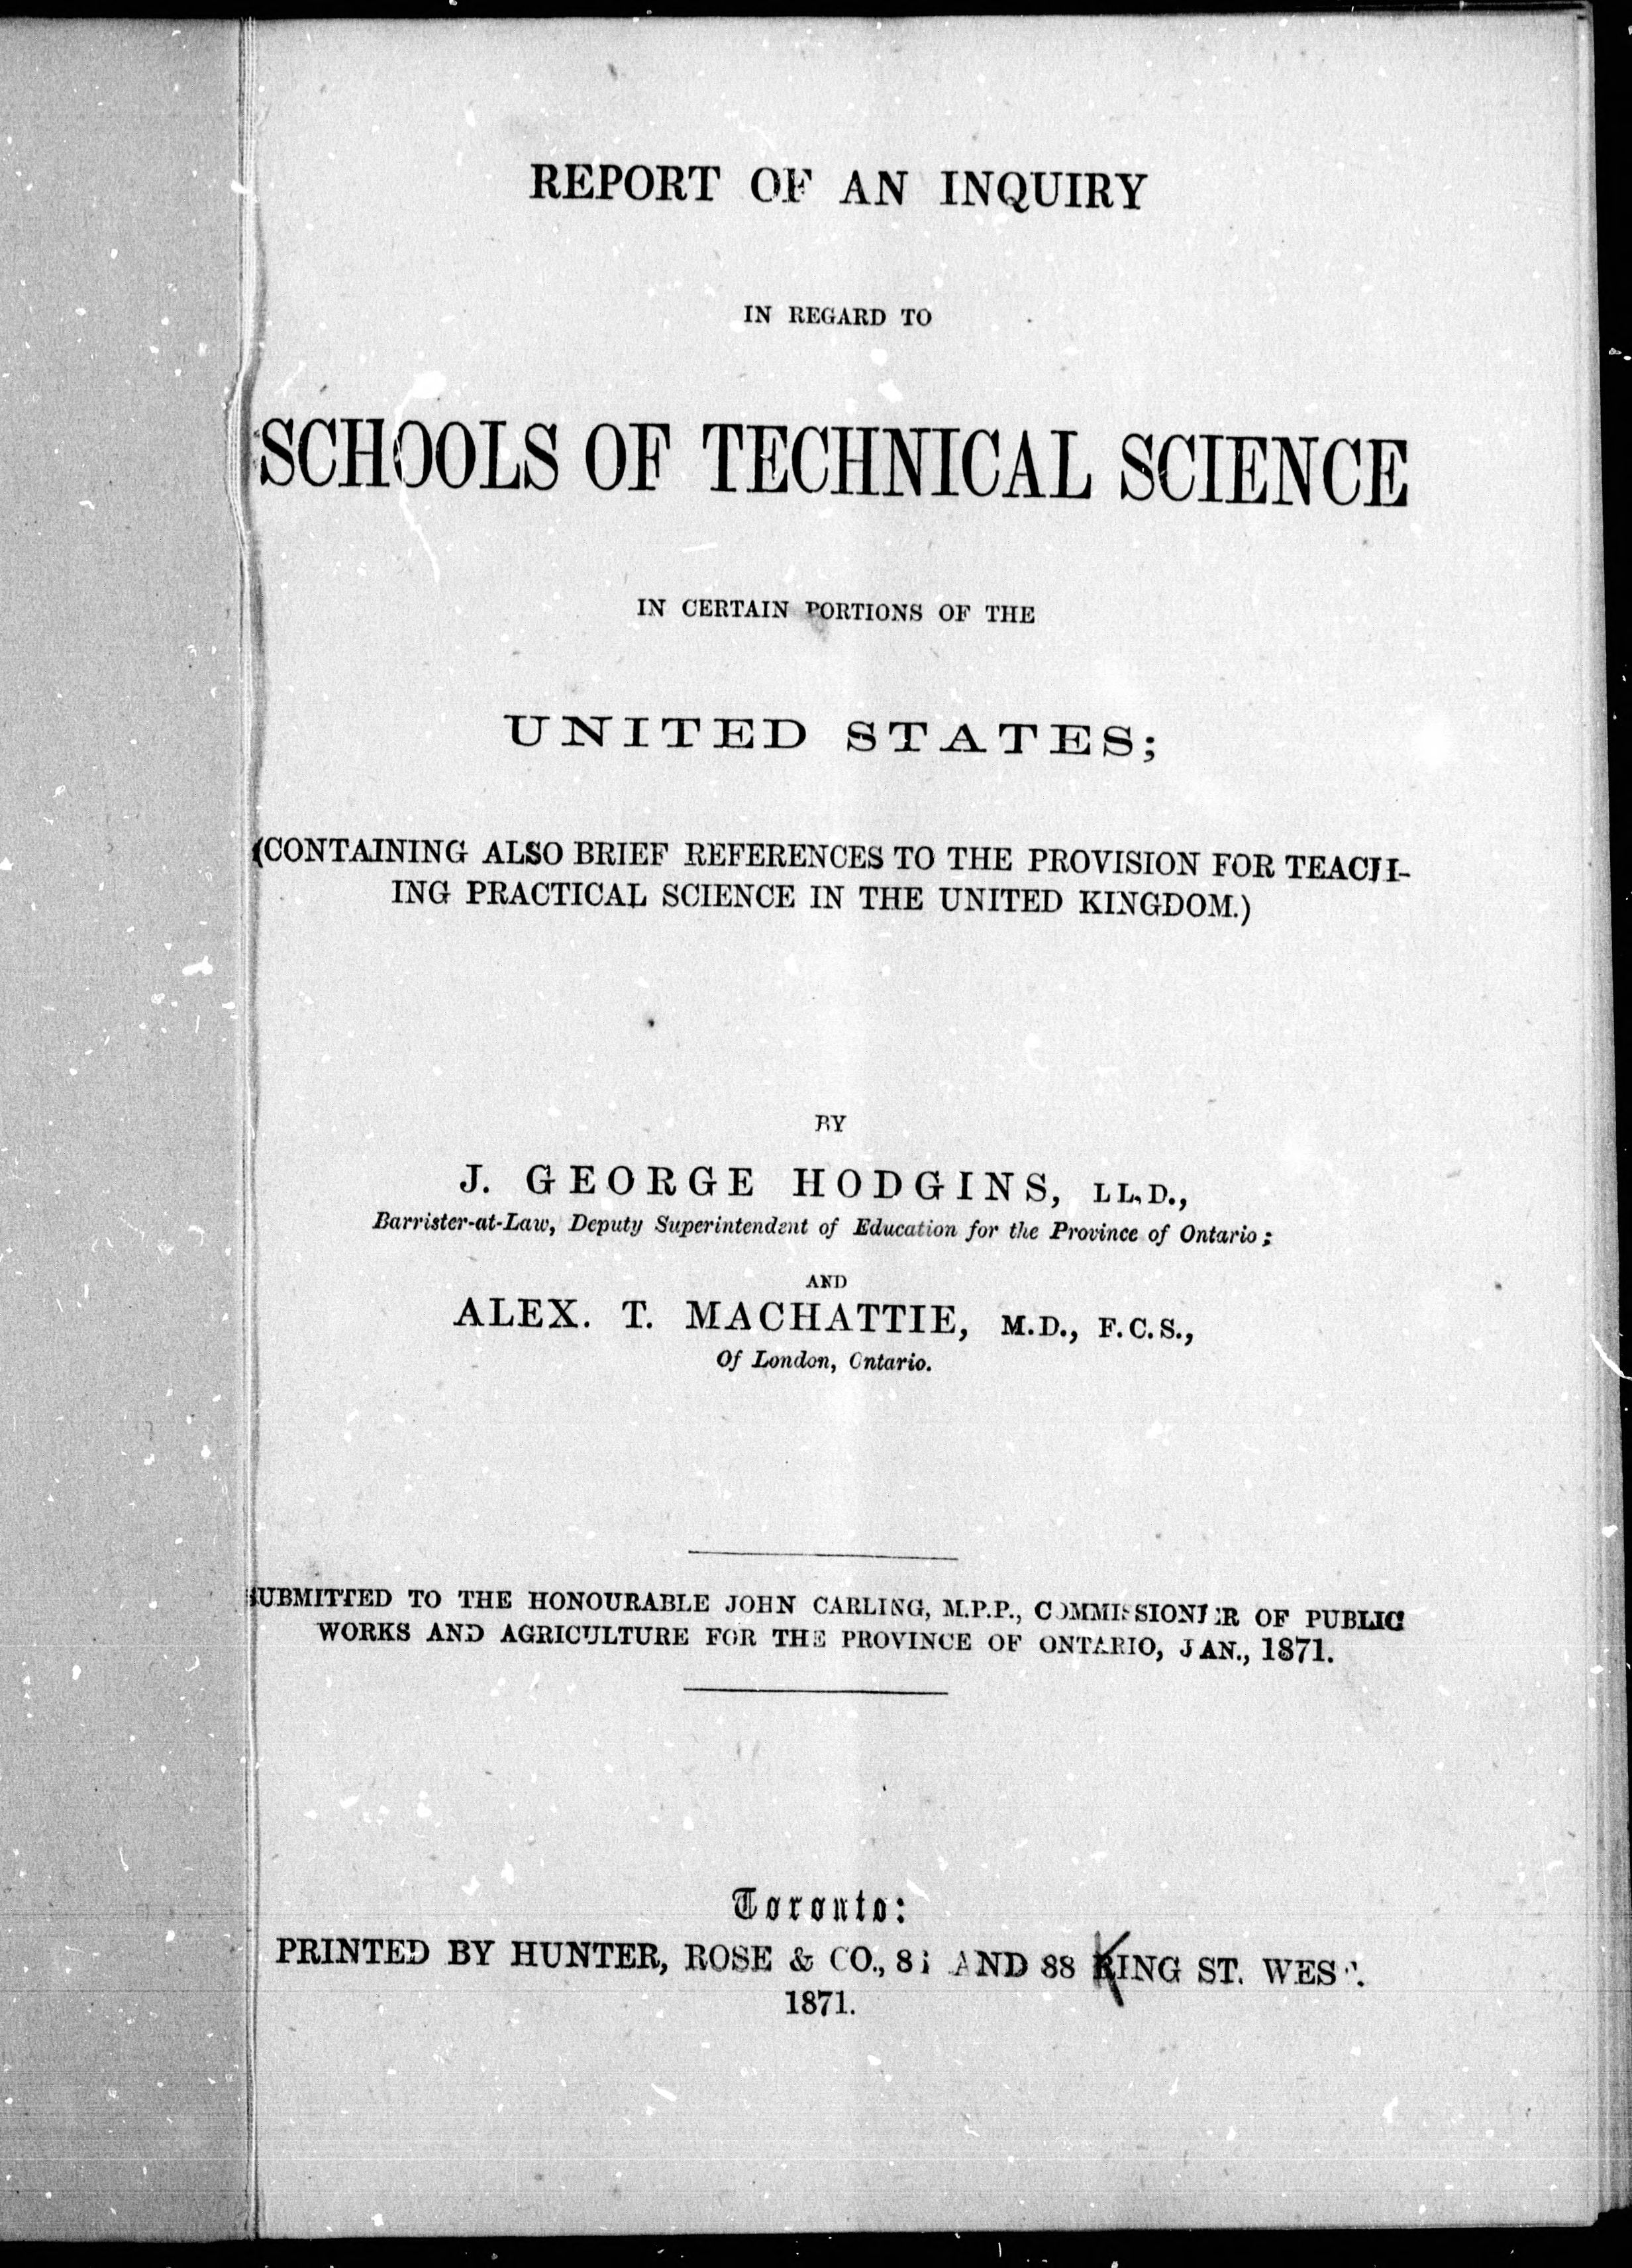 REPORT OF AN INQUIRY
IN REGARD TO
SCHOOLS OF TECHNICAL SCIENCE
IN CERTAIN PORTIONS OF THE
UNITED STATES;
(CONTAINING ALSO BRIEF REFERENCES TO THE PROVISION FOR TEACH-
ING PRACTICAL SCIENCE IN THE UNITED KINGDOM.)
BY
J. GEORGE HODGINS, LL.D.,
Barrister-at-Law, Deputy Superintendent of Education for the Province of Ontario;
AND
ALEX. T. MACHATTIE, M.D., F.C.S.,
Of London, Ontario.
SUBMITTED TO THE HONOURABLE JOHN CARLING, M.P.P., COMMISSIONER OF PUBLIC
WORKS AND AGRICULTURE FOR THE PROVINCE OF ONTARIO, JAN., 1871.
Toronto:
PRINTED BY HUNTER, ROSE & CO., AND 88 KING ST. WEST.
1871.